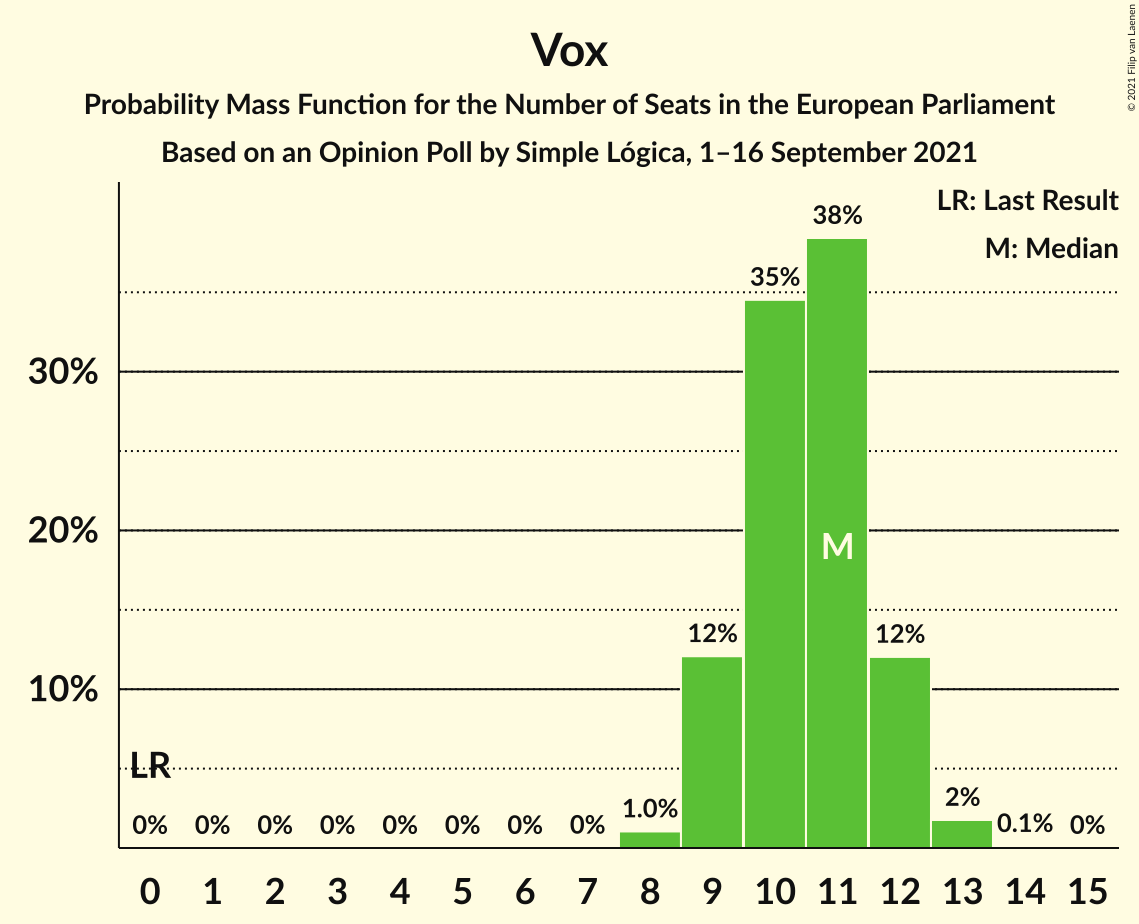 Vox
Probability Mass Function for the Number of Seats in the European Parliament
Based on an Opinion Poll by Simple Lógica, 1–16 September 2021
© 2021 Filip van Laenen
LR: Last Result
M: Median
30%
20%
10%
LR
M
0% 0% 0% 0% 0% 0% 0% 0% 1.0% 12% 35% 38% 12% 2% 0.1% 0%
0 1 2 3 4 5 6 7 8 9 10 11 12 13 14 15